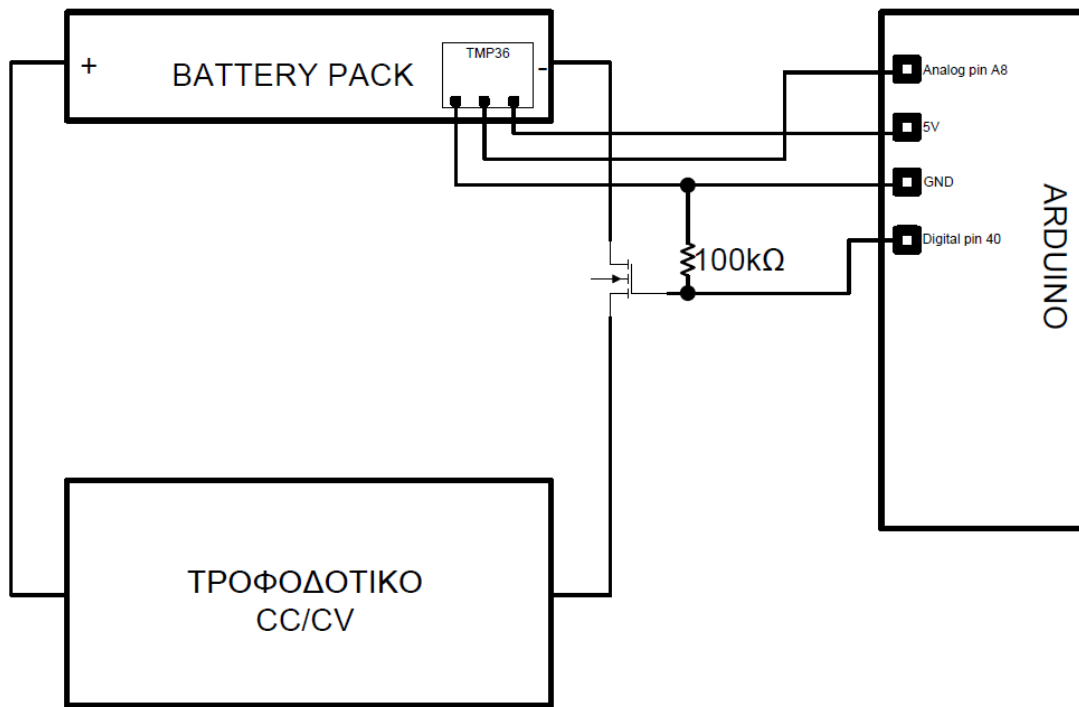 TMP36
+
BATTERY PACK
-
Analog pin A8
5V
GND
Digital pin 40
ARDUINO
100kΩ
ΤΡΟΦΟΔΟΤΙΚΟ
CC/CV